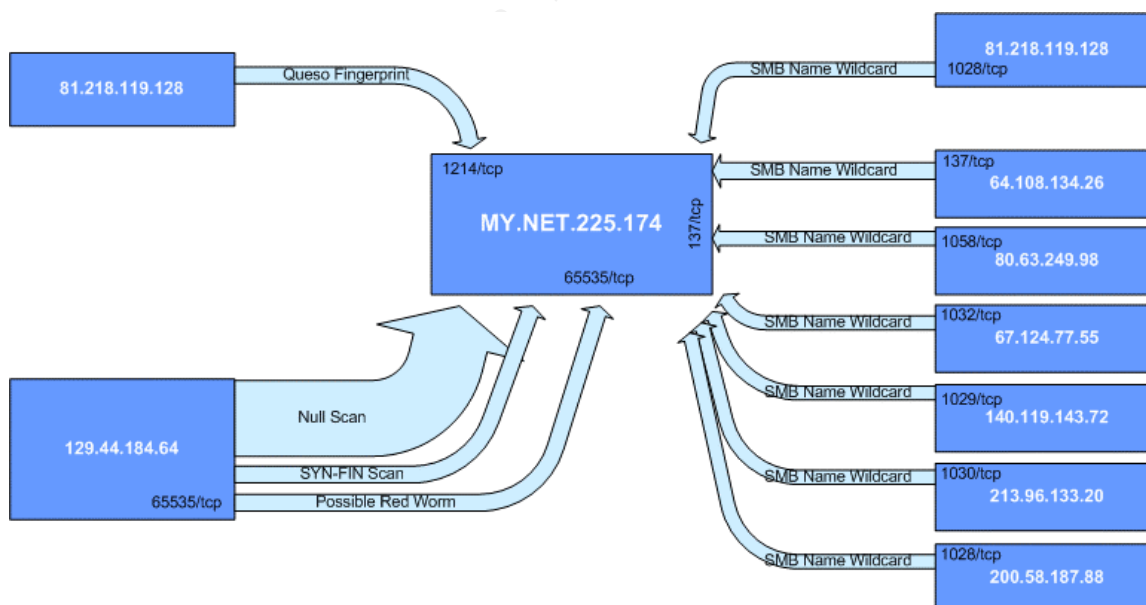 81.218.119.128
Queso Fingerprint
SMB Name Wildcard
81.218.119.128
1028/tcp
1214/tcp
MY.NET.225.174
137/tcp
65535/tcp
SMB Name Wildcard
137/tcp
64.108.134.26
SMB Name Wildcard
1058/tcp
80.63.249.98
SMB Name Wildcard
1032/tcp
67.124.77.55
SMB Name Wildcard
1029/tcp
140.119.143.72
SMB Name Wildcard
1030/tcp
213.96.133.20
SMB Name Wildcard
1028/tcp
200.58.187.88
Null Scan
129.44.184.64
SYN-FIN Scan
65535/tcp
Possible Red Worm